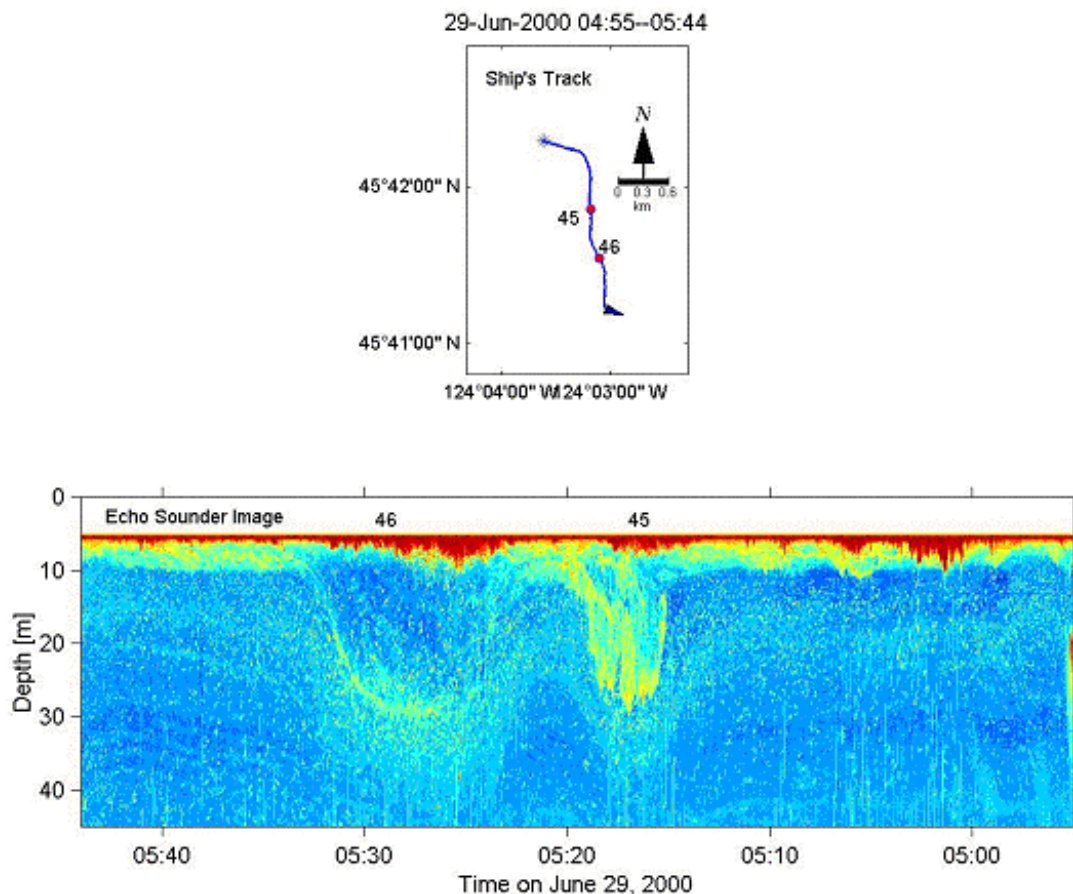 29-Jun-2000 04:55--05:44
Ship's Track
N
45°42'00" N
0 0.3 0.6
km
45
46
45°41'00" N
124°04'00" W 124°03'00" W
0
Echo Sounder Image 46 45
10
20
30
40
Depth [m]
05:40 05:30 05:20 05:10 05:00
Time on June 29, 2000